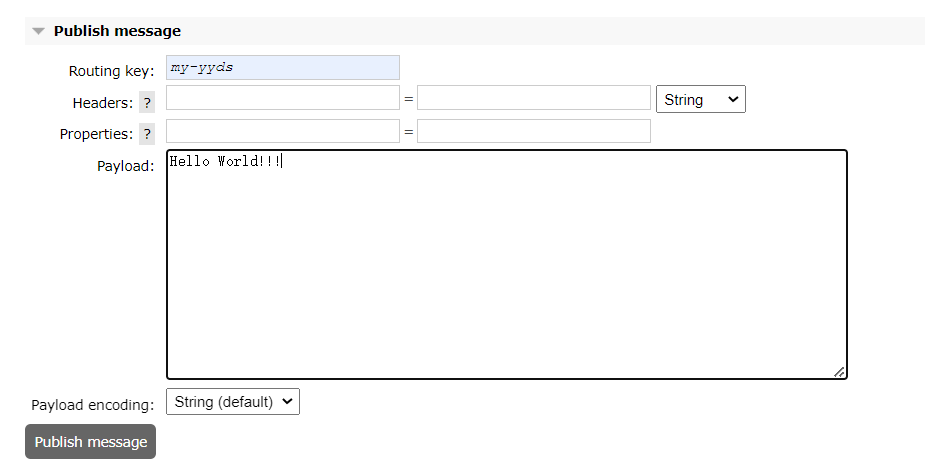 Publish message
Routing key: my-yyds
Headers: ? = String
Properties: ? =
Payload: Hello World!!!
Payload encoding: String (default)
Publish message